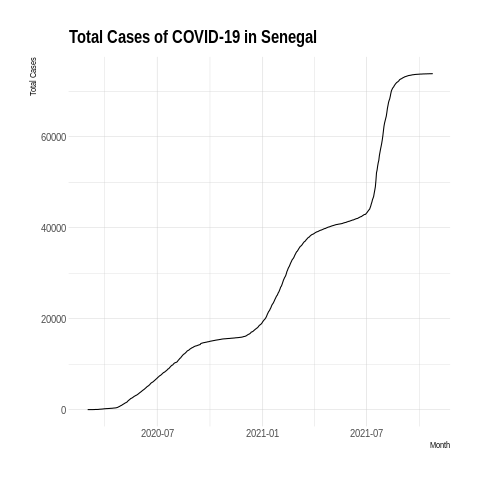 Total Cases of COVID-19 in Senegal
Total Cases
60000
40000
20000
0
2020-07 2021-01 2021-07
Month